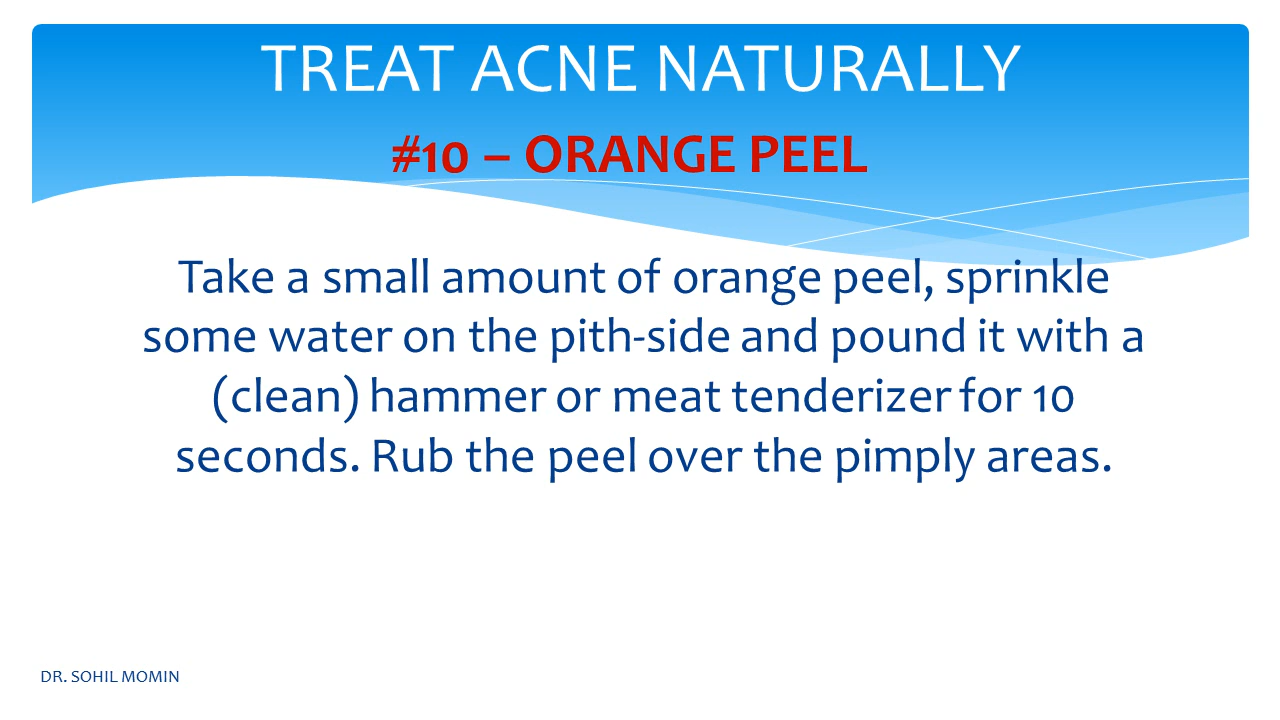 TREAT ACNE NATURALLY
#10 – ORANGE PEEL
Take a small amount of orange peel, sprinkle
some water on the pith-side and pound it with a
(clean) hammer or meat tenderizer for 10
seconds. Rub the peel over the pimply areas.
DR. SOHIL MOMIN